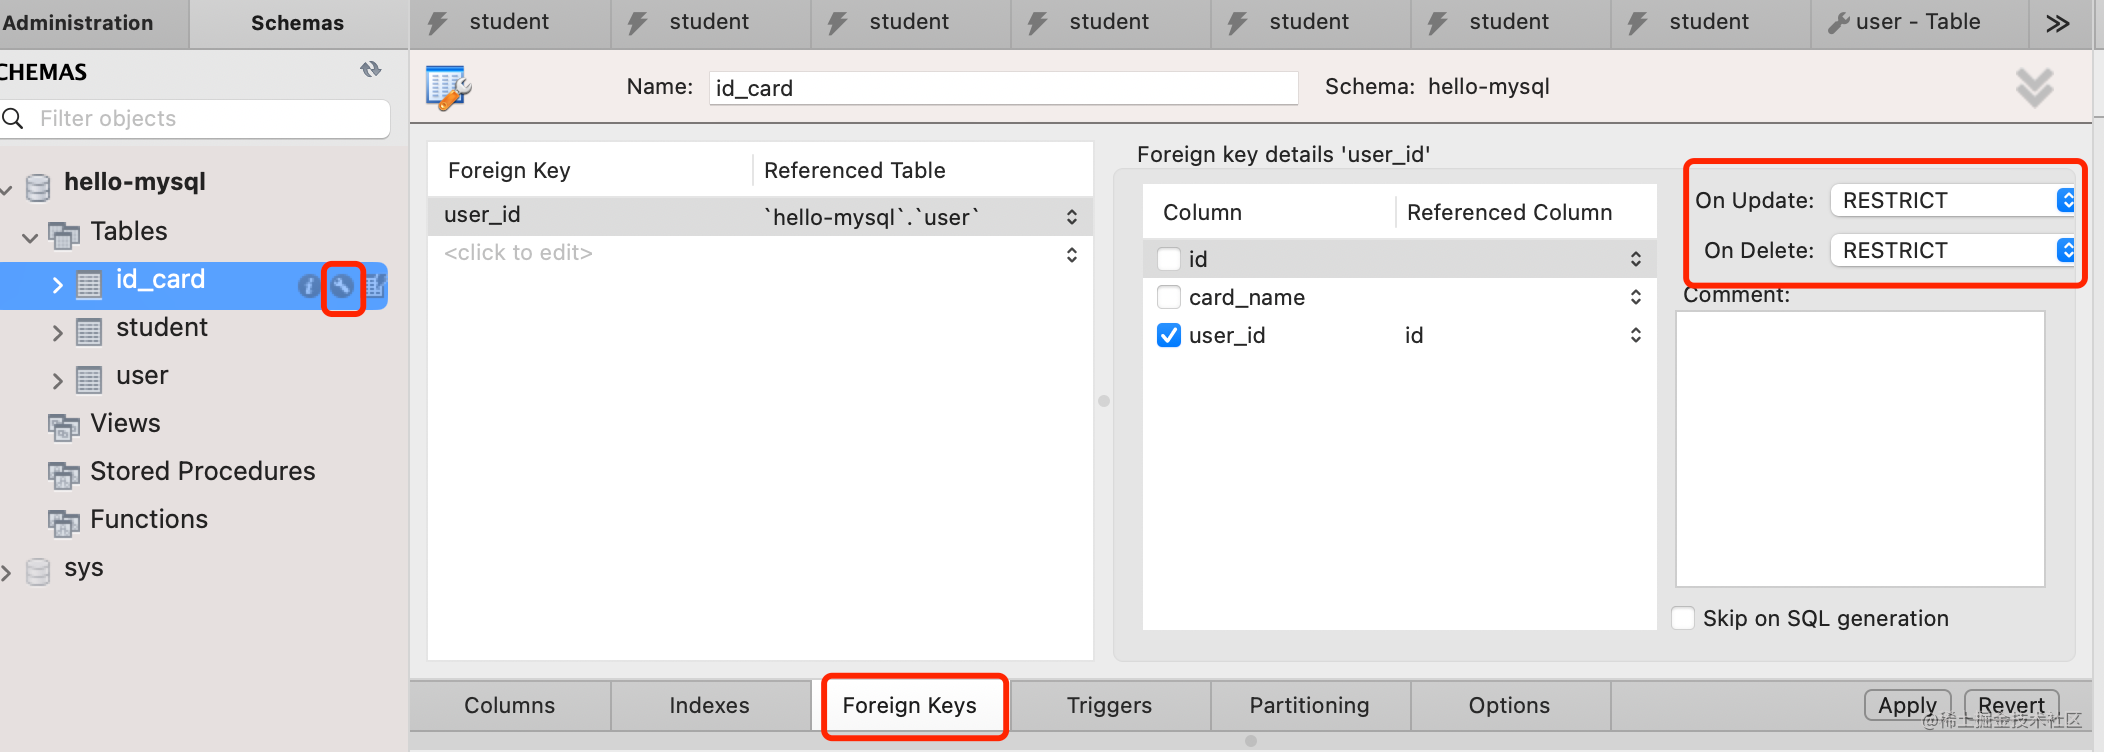 Administration
Schemas
student
student
student
student
student
student
student
user - Table
CHEMAS
Filter objects
hello-mysql
Tables
id_card
student
user
Views
Stored Procedures
Functions
sys
Name:
id_card
Schema: hello-mysql
Foreign Key
Referenced Table
user_id
`hello-mysql`.`user`
<click to edit>
Foreign key details 'user_id'
Column
Referenced Column
id
card_name
user_id
id
On Update:
RESTRICT
On Delete:
RESTRICT
Comment:
Skip on SQL generation
Columns
Indexes
Foreign Keys
Triggers
Partitioning
Options
Apply
Revert
@稀土掘金技术社区